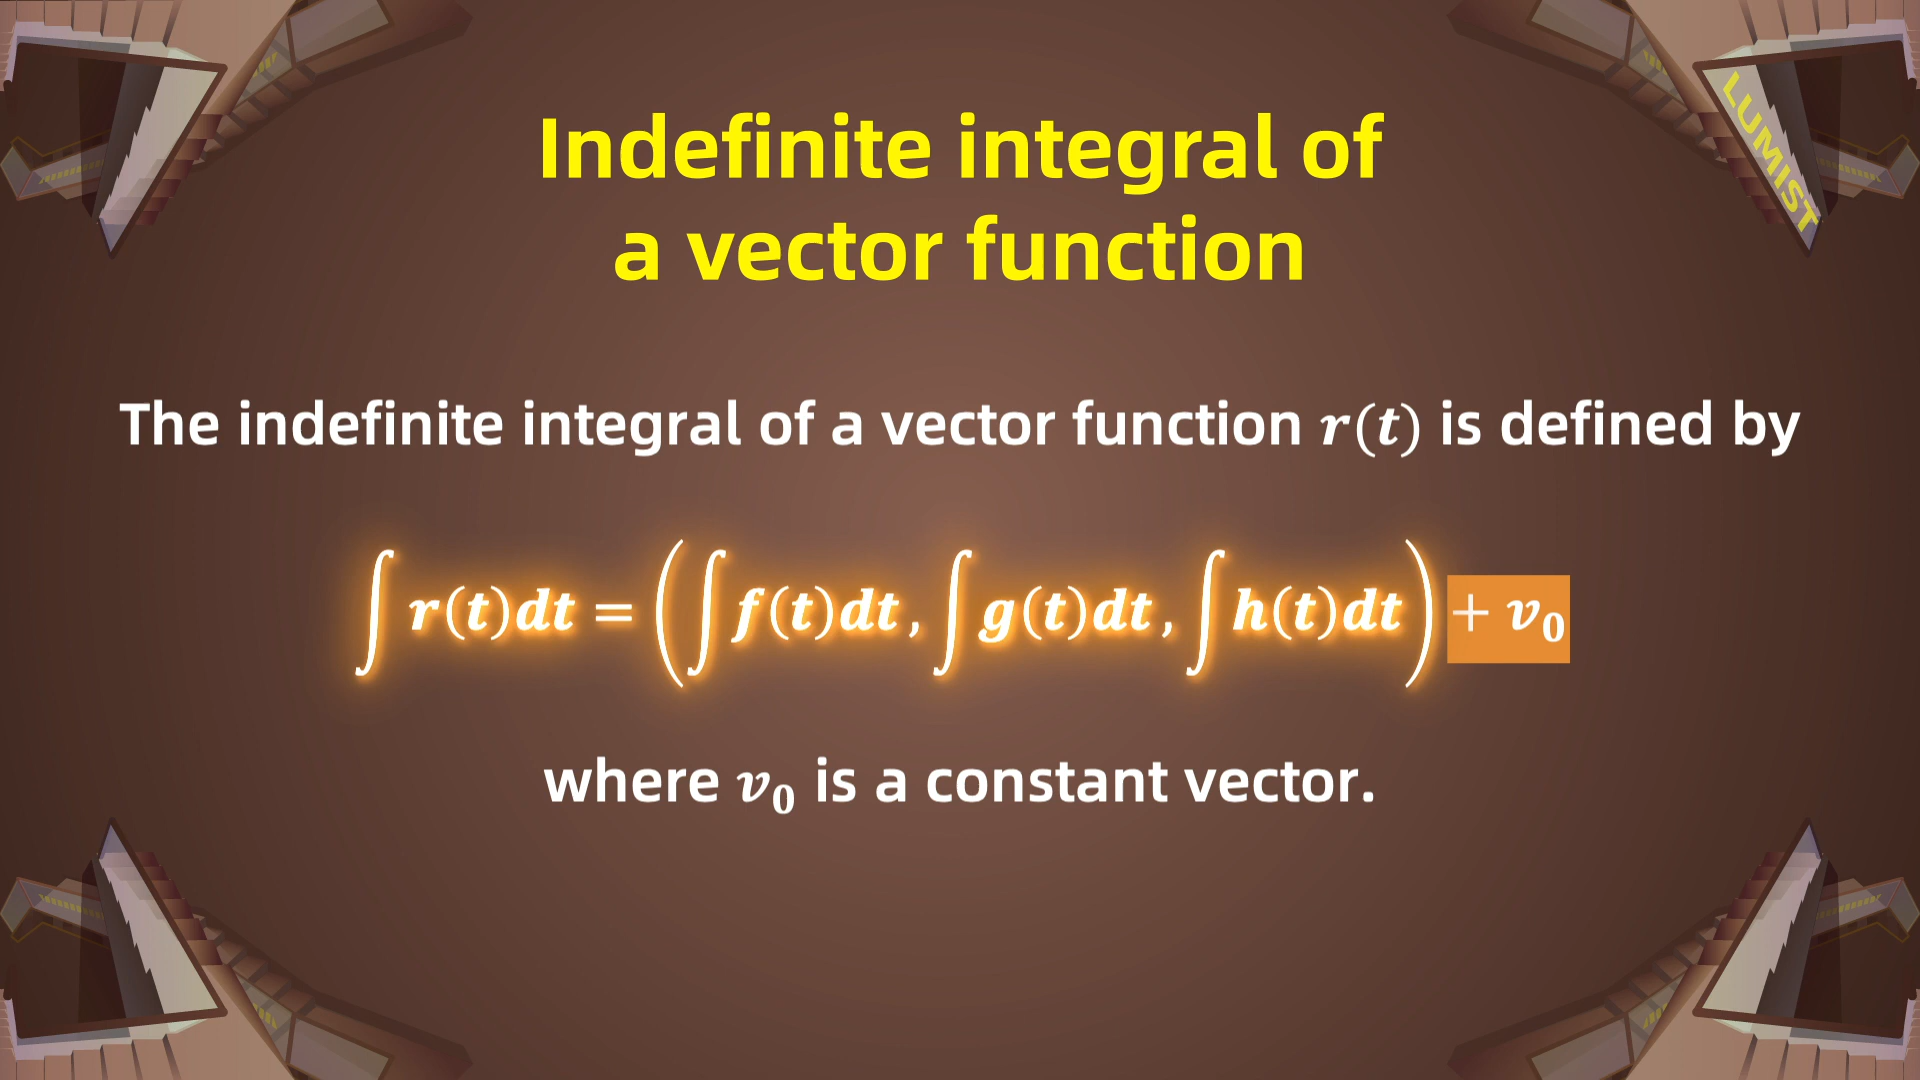 Indefinite integral of
a vector function
LUMIST
The indefinite integral of a vector function r(t) is defined by
∫ r(t)dt = (∫ f(t)dt, ∫ g(t)dt, ∫ h(t)dt) + v₀
where v₀ is a constant vector.